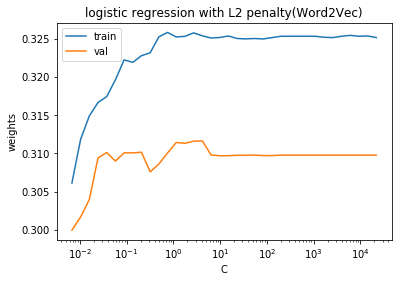 logistic regression with L2 penalty(Word2Vec)
train
val
weights
0.325
0.320
0.315
0.310
0.305
0.300
10⁻² 10⁻¹ 10⁰ 10¹ 10² 10³ 10⁴
C